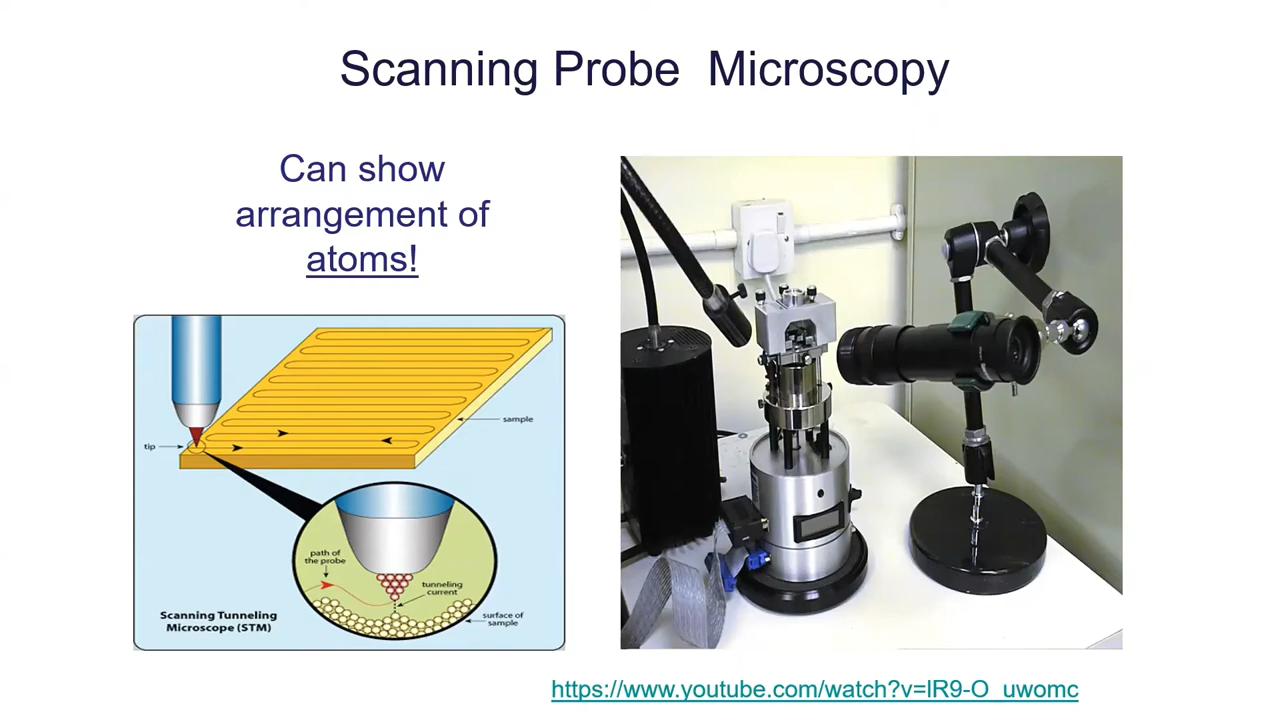 Scanning Probe  Microscopy
Can show
arrangement of
atoms!
tip
sample
path of
the probe
tunneling
current
surface of
sample
Scanning Tunneling
Microscope (STM)
https://www.youtube.com/watch?v=lR9-O_uwomc